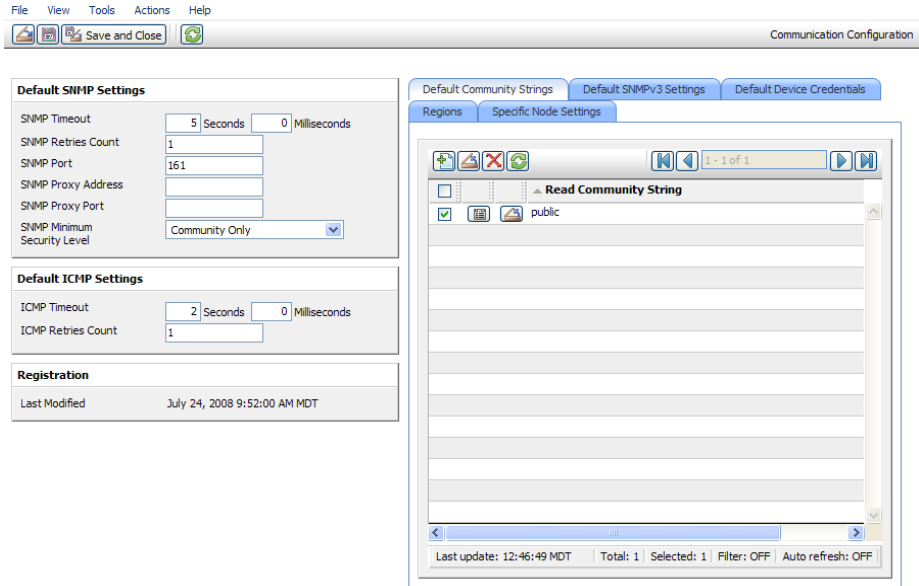 File View Tools Actions Help
Save and Close
Communication Configuration
Default SNMP Settings
SNMP Timeout 5 Seconds 0 Milliseconds
SNMP Retries Count 1
SNMP Port 161
SNMP Proxy Address
SNMP Proxy Port
SNMP Minimum
Security Level Community Only
Default ICMP Settings
ICMP Timeout 2 Seconds 0 Milliseconds
ICMP Retries Count 1
Registration
Last Modified July 24, 2008 9:52:00 AM MDT
Default Community Strings Default SNMPv3 Settings Default Device Credentials
Regions Specific Node Settings
1 - 1 of 1
Read Community String
public
Last update: 12:46:49 MDT Total: 1 Selected: 1 Filter: OFF Auto refresh: OFF